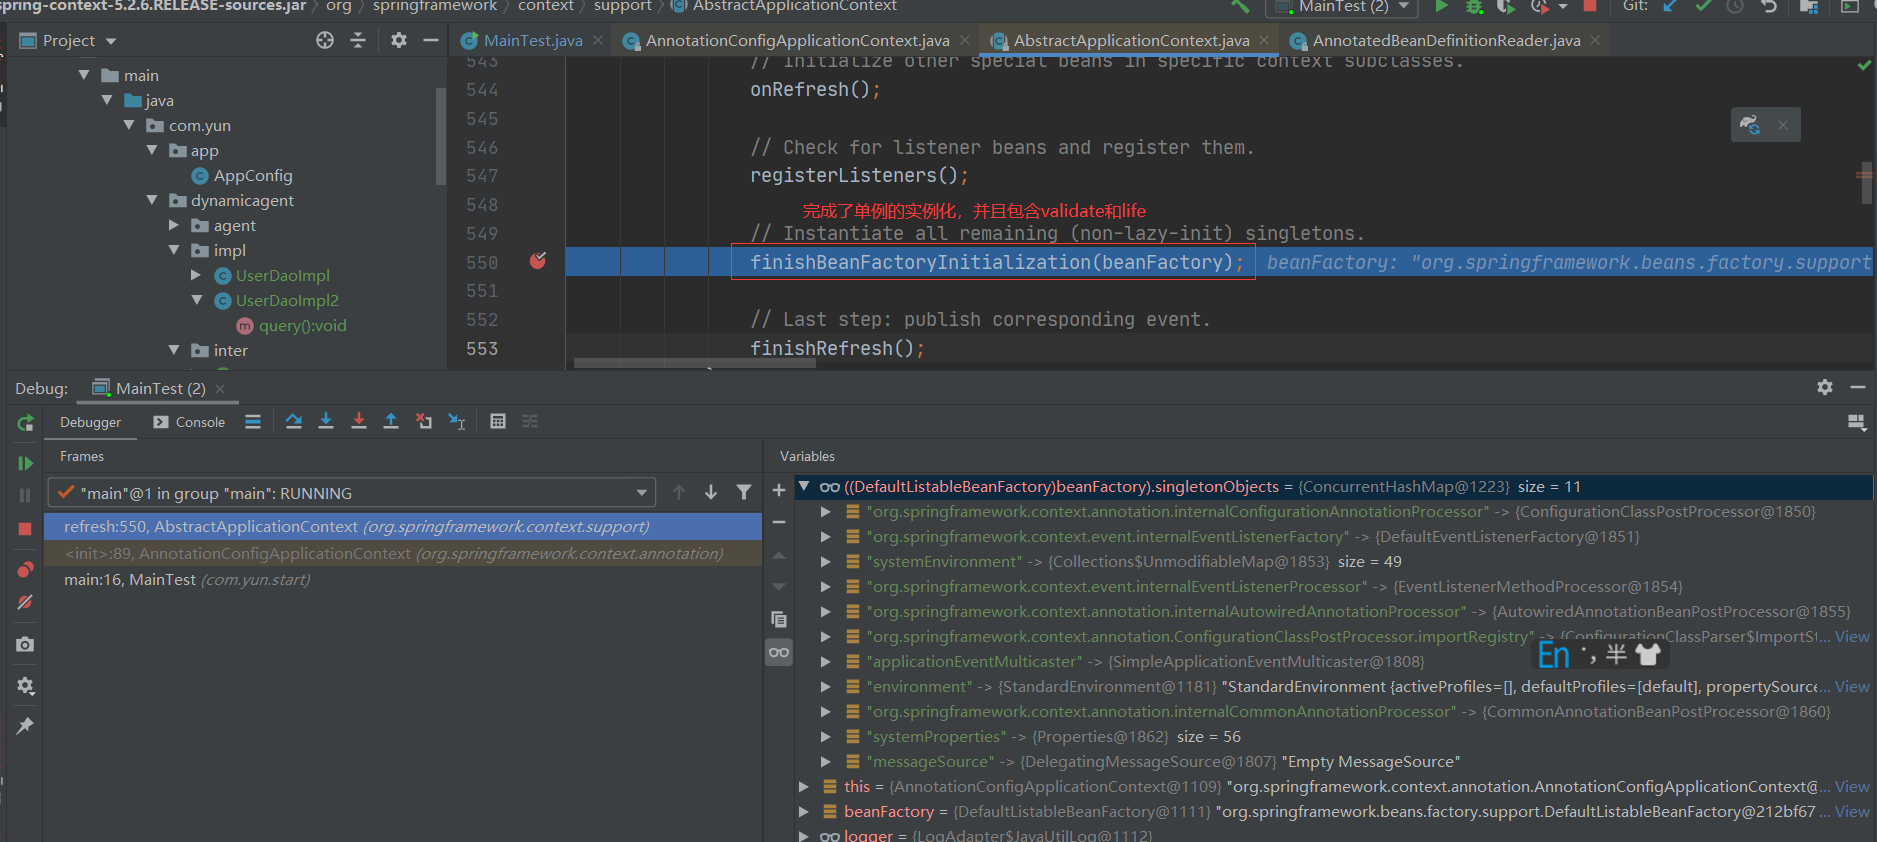 spring-context-5.2.6.RELEASE-sources.jar › org › springframework › context › support › AbstractApplicationContext
MainTest (2)
Git:
Project
MainTest.java
AnnotationConfigApplicationContext.java
AbstractApplicationContext.java
AnnotatedBeanDefinitionReader.java
main
java
com.yun
app
AppConfig
dynamicagent
agent
impl
UserDaoImpl
UserDaoImpl2
query():void
inter
543 // Initialize other special beans in specific context subclasses.
544 onRefresh();
545
546 // Check for listener beans and register them.
547 registerListeners();
548
完成了单例的实例化，并且包含validate和life
549 // Instantiate all remaining (non-lazy-init) singletons.
550 finishBeanFactoryInitialization(beanFactory); beanFactory: "org.springframework.beans.factory.support
551
552 // Last step: publish corresponding event.
553 finishRefresh();
Debug: MainTest (2)
Debugger
Console
Frames
Variables
"main"@1 in group "main": RUNNING
refresh:550, AbstractApplicationContext (org.springframework.context.support)
<init>:89, AnnotationConfigApplicationContext (org.springframework.context.annotation)
main:16, MainTest (com.yun.start)
((DefaultListableBeanFactory)beanFactory).singletonObjects = {ConcurrentHashMap@1223} size = 11
"org.springframework.context.annotation.internalConfigurationAnnotationProcessor" -> {ConfigurationClassPostProcessor@1850}
"org.springframework.context.event.internalEventListenerFactory" -> {DefaultEventListenerFactory@1851}
"systemEnvironment" -> {Collections$UnmodifiableMap@1853} size = 49
"org.springframework.context.event.internalEventListenerProcessor" -> {EventListenerMethodProcessor@1854}
"org.springframework.context.annotation.internalAutowiredAnnotationProcessor" -> {AutowiredAnnotationBeanPostProcessor@1855}
"org.springframework.context.annotation.ConfigurationClassPostProcessor.importRegistry" -> {ConfigurationClassParser$ImportSt... View
"applicationEventMulticaster" -> {SimpleApplicationEventMulticaster@1808}
En 半
"environment" -> {StandardEnvironment@1181} "StandardEnvironment {activeProfiles=[], defaultProfiles=[default], propertySource... View
"org.springframework.context.annotation.internalCommonAnnotationProcessor" -> {CommonAnnotationBeanPostProcessor@1860}
"systemProperties" -> {Properties@1862} size = 56
"messageSource" -> {DelegatingMessageSource@1807} "Empty MessageSource"
this = {AnnotationConfigApplicationContext@1109} "org.springframework.context.annotation.AnnotationConfigApplicationContext@... View
beanFactory = {DefaultListableBeanFactory@1111} "org.springframework.beans.factory.support.DefaultListableBeanFactory@212bf67... View
logger = {LogAdapter$JavaUtilLog@1112}